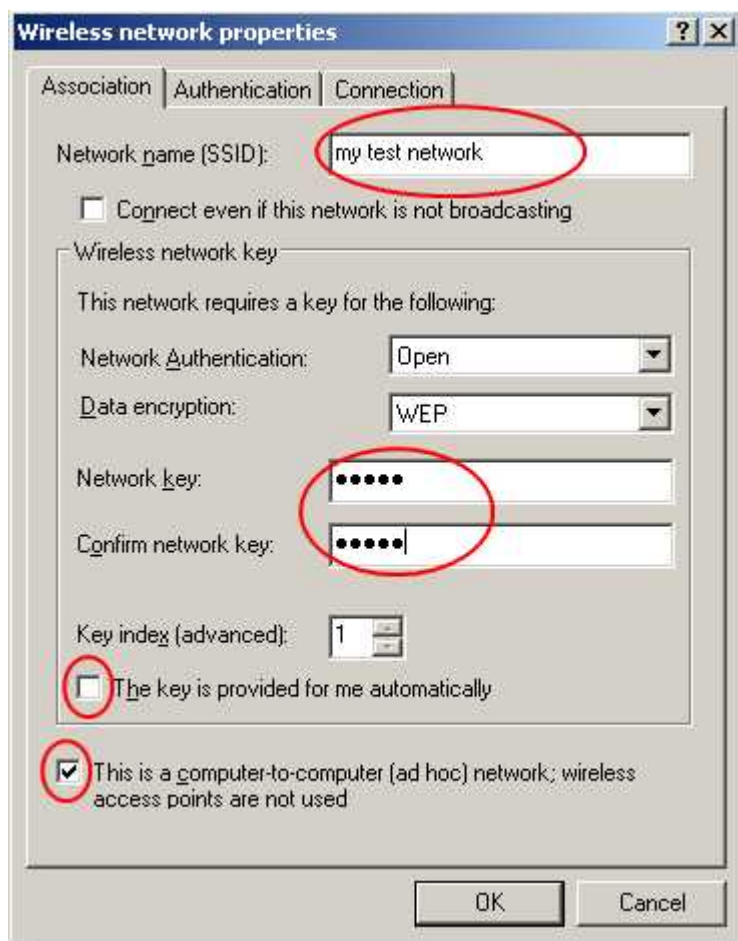 Wireless network properties
Association Authentication Connection
Network name (SSID): my test network
Connect even if this network is not broadcasting
Wireless network key
This network requires a key for the following:
Network Authentication: Open
Data encryption: WEP
Network key: •••••
Confirm network key: •••••
Key index (advanced): 1
The key is provided for me automatically
This is a computer-to-computer (ad hoc) network; wireless
access points are not used
OK Cancel